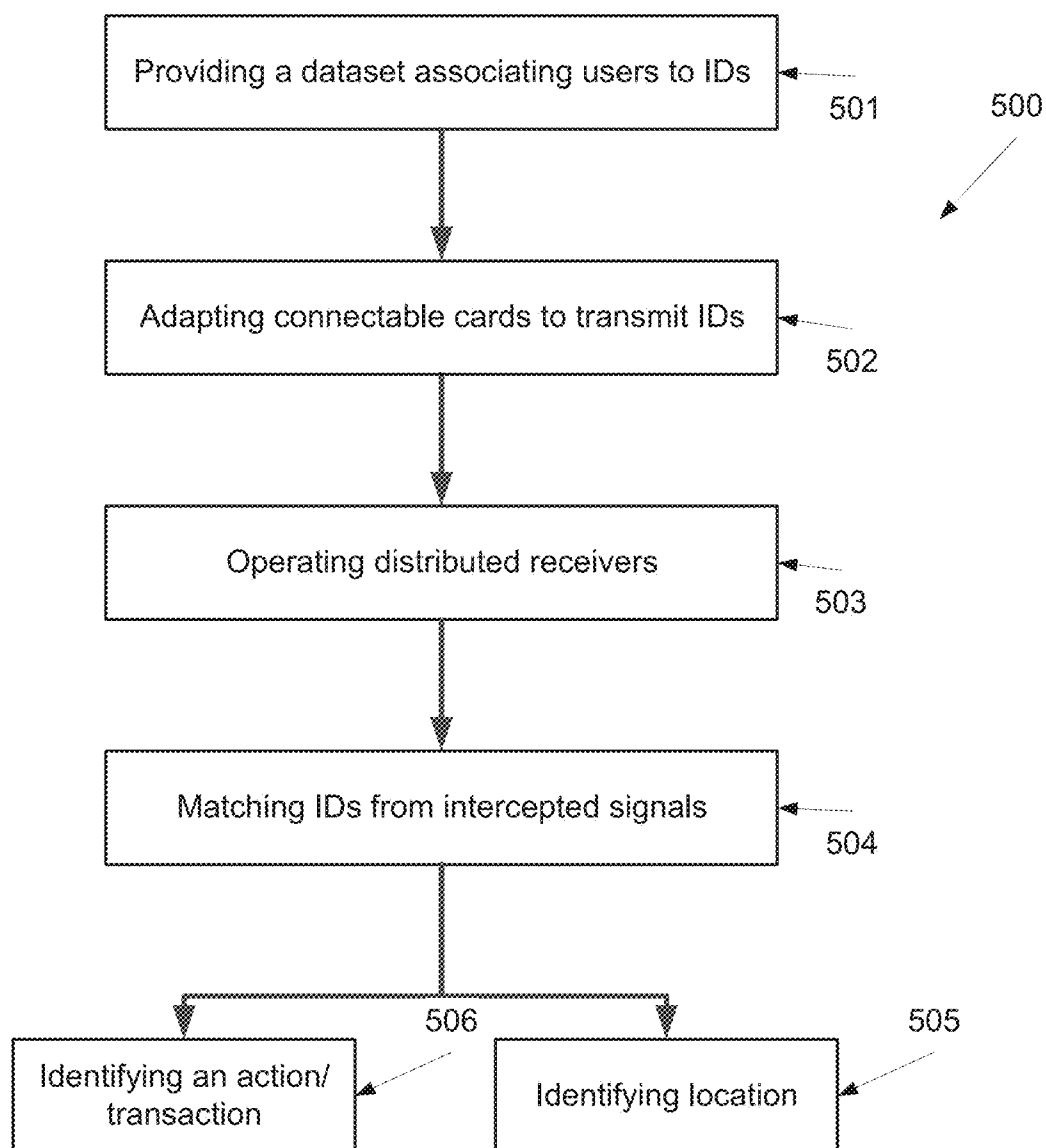 Providing a dataset associating users to IDs
501
500
Adapting connectable cards to transmit IDs
502
Operating distributed receivers
503
Matching IDs from intercepted signals
504
506
505
Identifying an action/
transaction
Identifying location